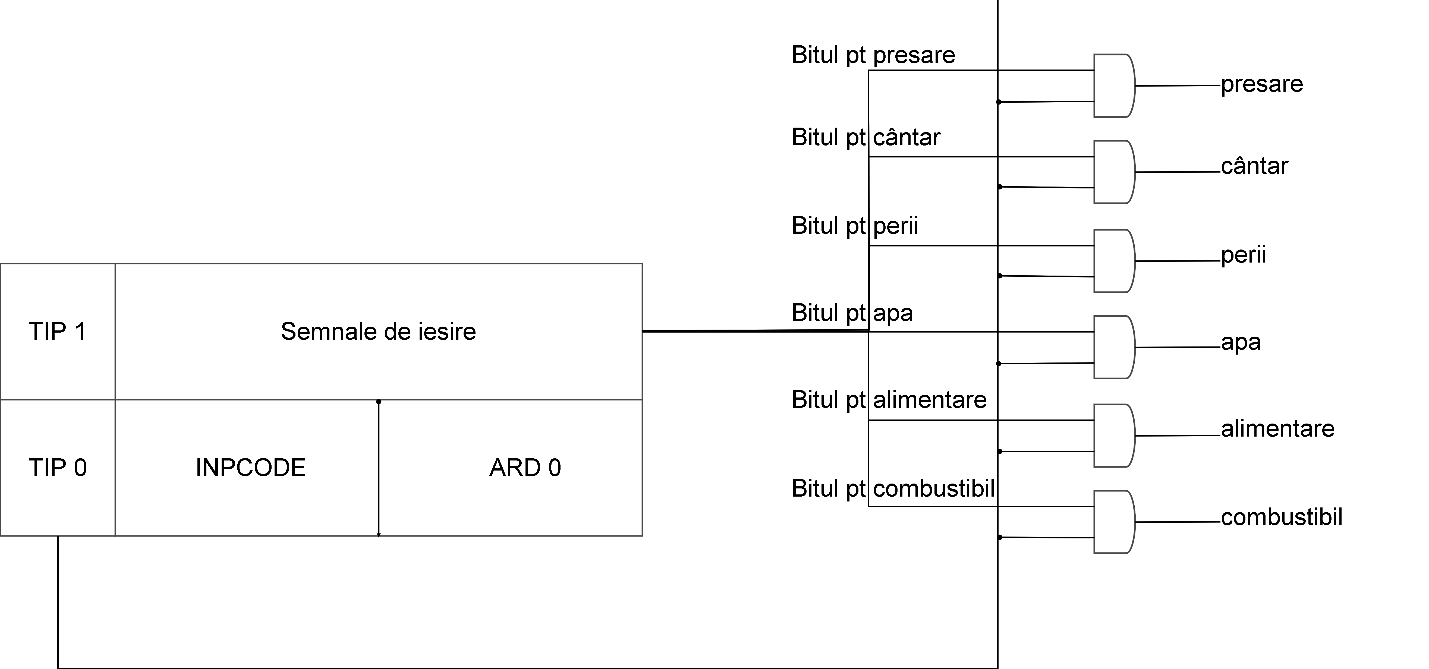 Bitul pt presare
presare
Bitul pt cântar
cântar
Bitul pt perii
perii
Bitul pt apa
apa
Bitul pt alimentare
alimentare
Bitul pt combustibil
combustibil
TIP 1
Semnale de iesire
TIP 0
INPCODE
ARD 0